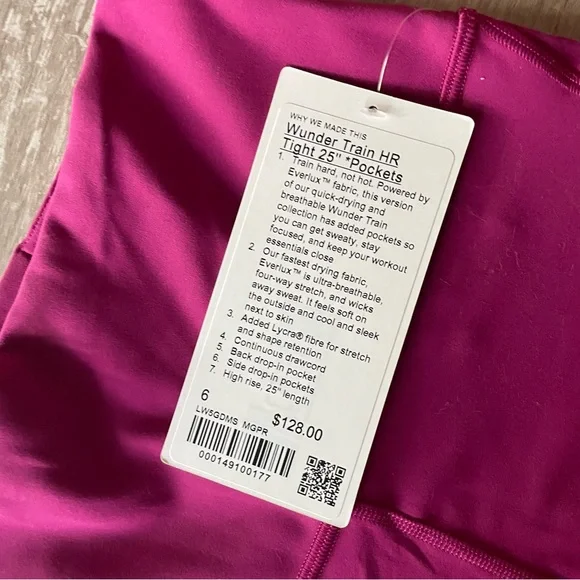 WHY WE MADE THIS
Wunder Train HR
Tight 25" *Pockets
1. Train hard, not hot. Powered by
Everlux™ fabric, this version
of our quick-drying and
breathable Wunder Train
collection has added pockets so
you can get sweaty, stay
focused, and keep your workout
essentials close
2. Our fastest drying fabric,
Everlux™ is ultra-breathable,
four-way stretch, and wicks
away sweat. It feels soft on
the outside and cool and sleek
next to skin
3. Added Lycra® fibre for stretch
and shape retention
4. Continuous drawcord
5. Back drop-in pocket
6. Side drop-in pockets
7. High rise, 25" length
6
$128.00
LW5GDMS MGPR
000149100177